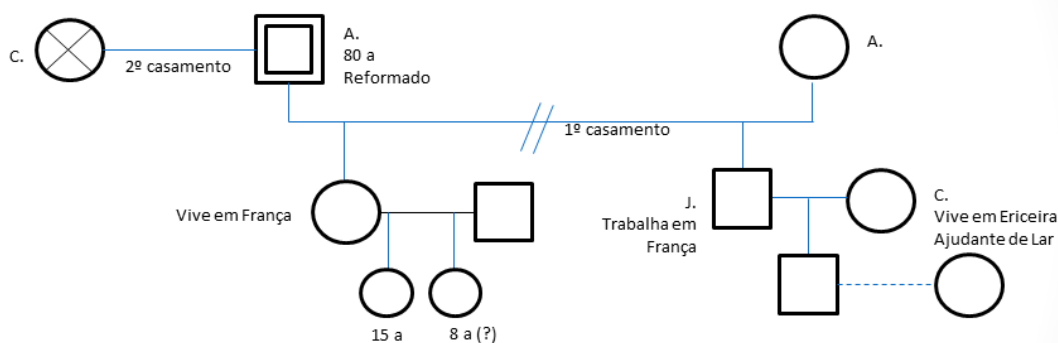 C.
2º casamento
A.
80 a
Reformado
A.
1º casamento
Vive em França
J.
Trabalha em
França
C.
Vive em Ericeira
Ajudante de Lar
15 a
8 a (?)